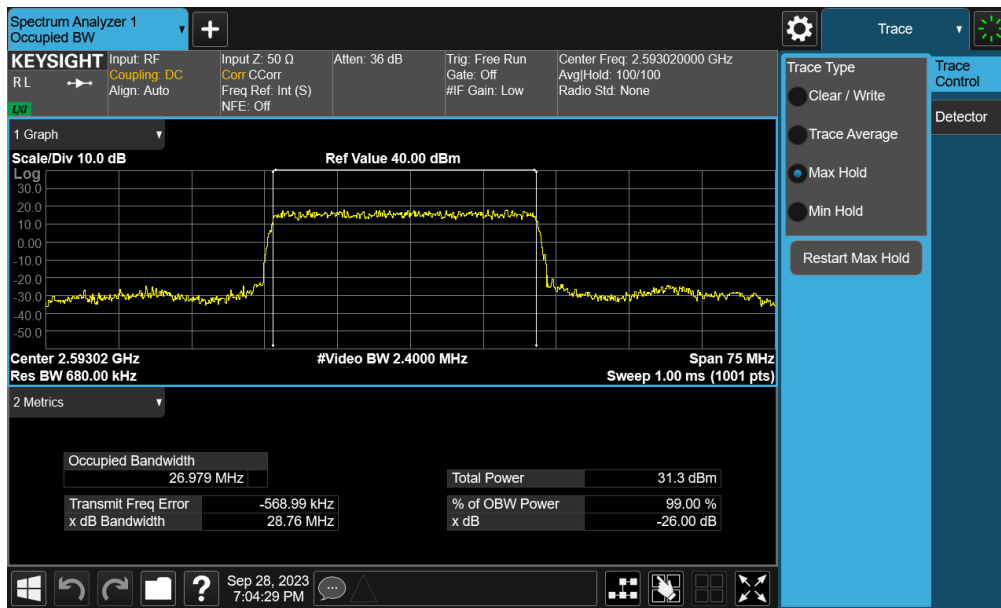 Spectrum Analyzer 1
Occupied BW
+
Trace
KEYSIGHT
R L
LXI
Input: RF
Coupling: DC
Align: Auto
Input Z: 50 Ω
Corr CCorr
Freq Ref: Int (S)
NFE: Off
Atten: 36 dB
Trig: Free Run
Gate: Off
#IF Gain: Low
Center Freq: 2.593020000 GHz
Avg|Hold: 100/100
Radio Std: None
Trace Type
Clear / Write
Trace Average
Max Hold
Min Hold
Restart Max Hold
Trace
Control
Detector
1 Graph
Scale/Div 10.0 dB
Ref Value 40.00 dBm
Log
30.0
20.0
10.0
0.00
-10.0
-20.0
-30.0
-40.0
-50.0
Center 2.59302 GHz
#Video BW 2.4000 MHz
Span 75 MHz
Res BW 680.00 kHz
Sweep 1.00 ms (1001 pts)
2 Metrics
Occupied Bandwidth
26.979 MHz
Total Power 31.3 dBm
Transmit Freq Error -568.99 kHz
% of OBW Power 99.00 %
x dB Bandwidth 28.76 MHz
x dB -26.00 dB
?
Sep 28, 2023
7:04:29 PM